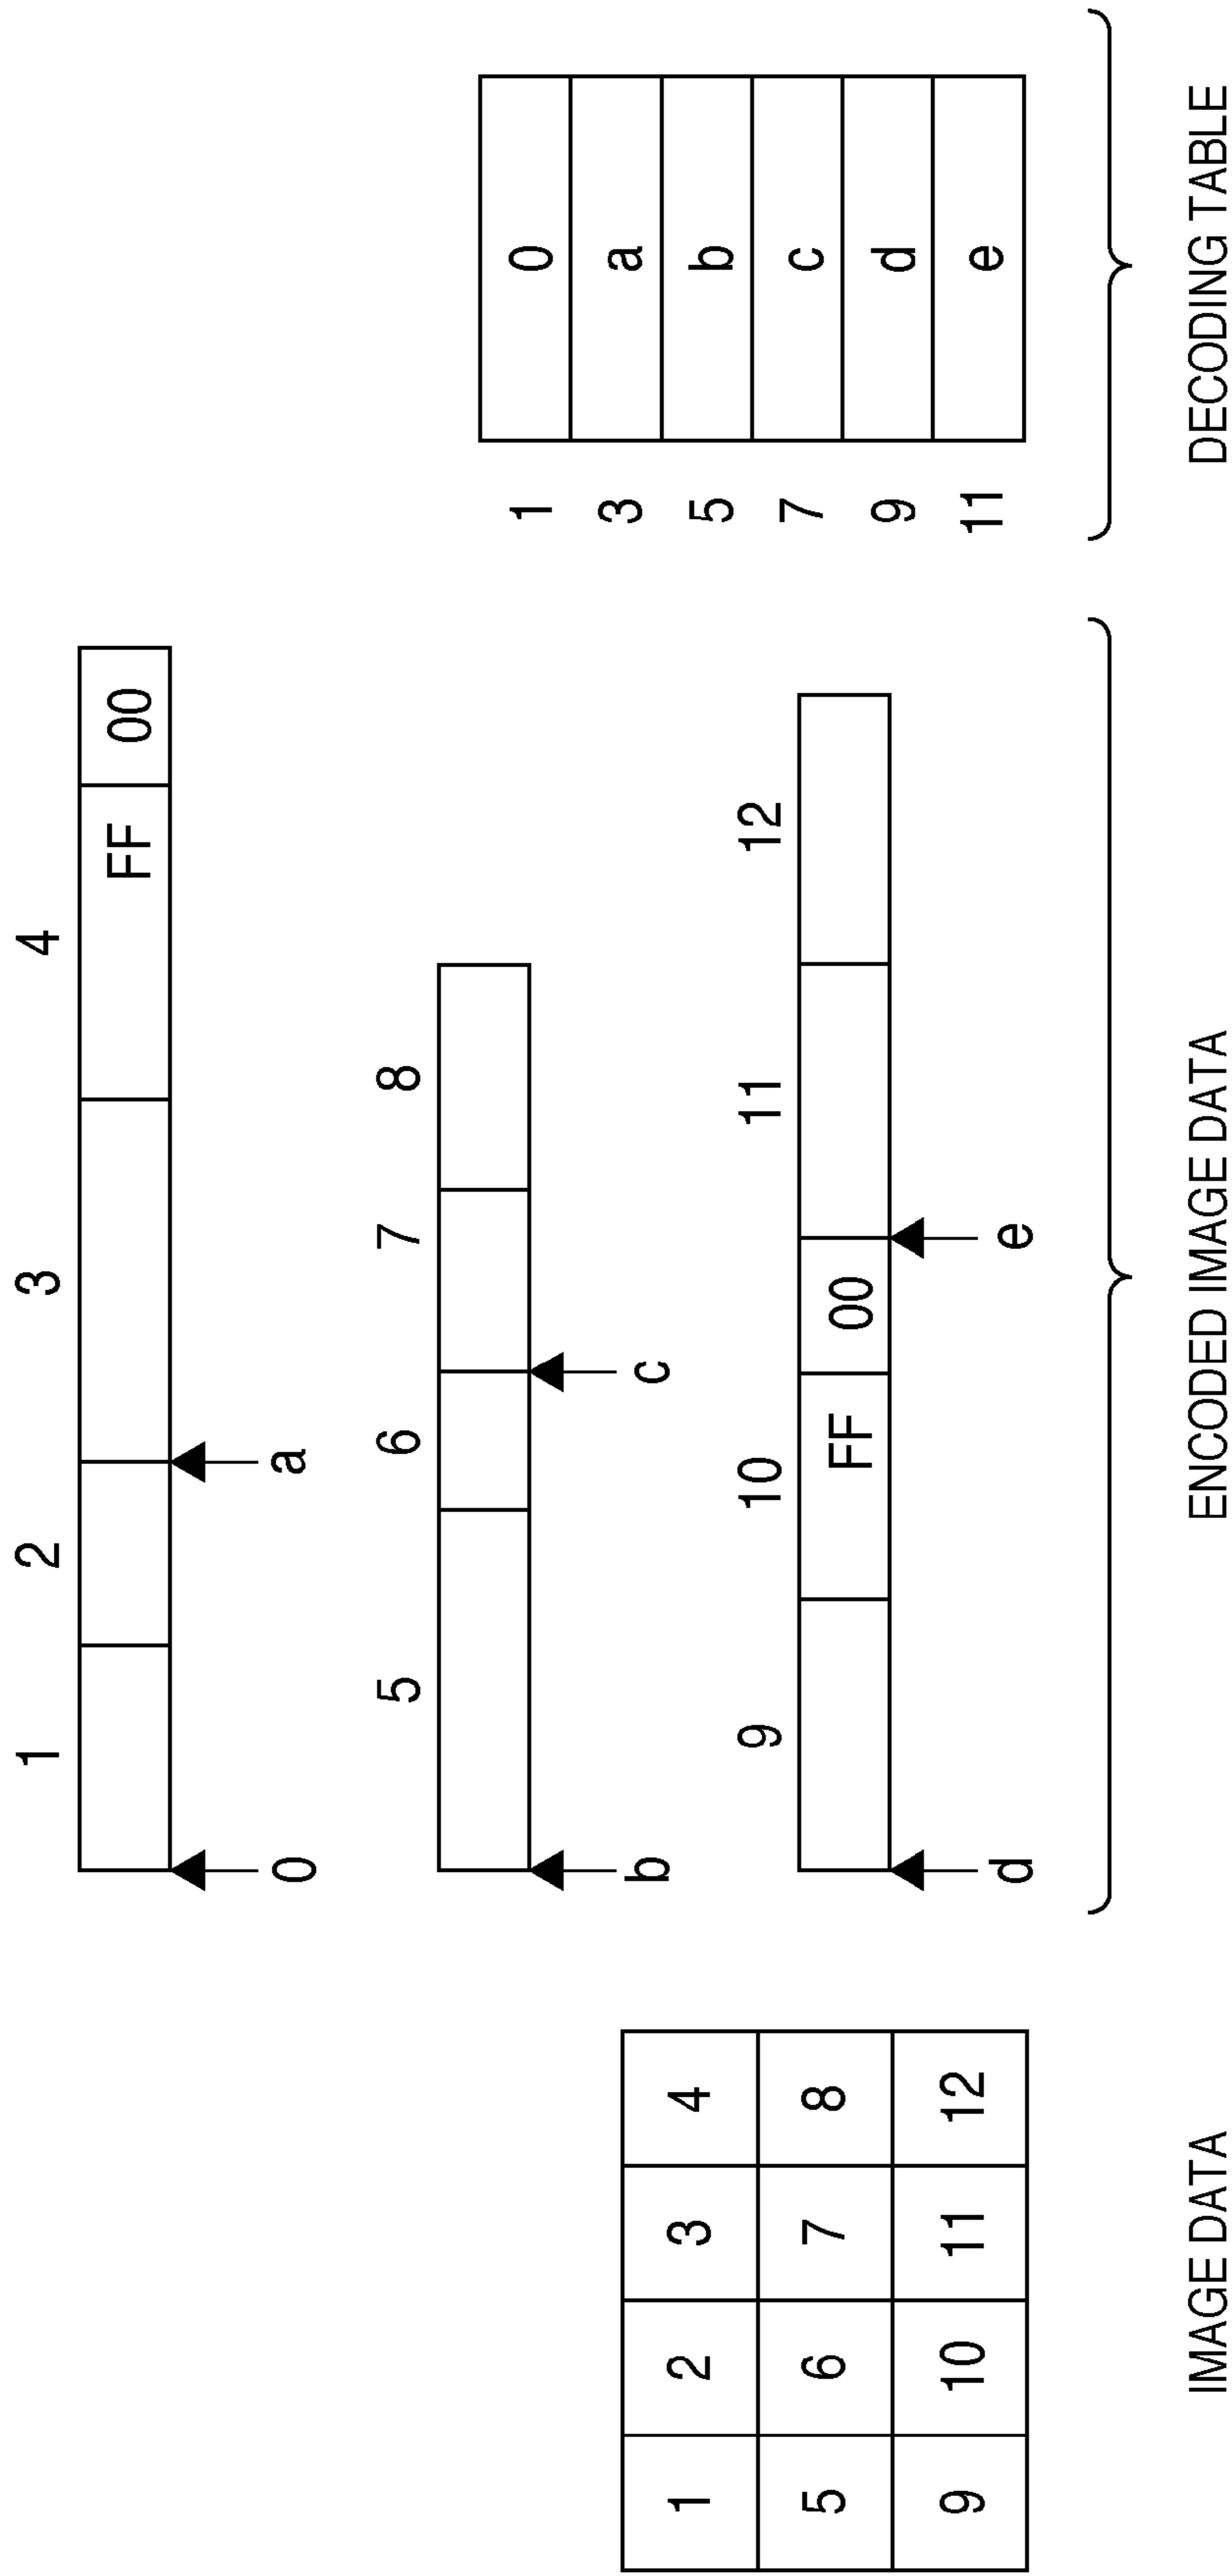 1 2 3 4
5 6 7 8
9 10 11 12
IMAGE DATA
1 2 3 4
FF 00
0 a
5 6 7 8
b c
9 10 11 12
FF 00
d e
ENCODED IMAGE DATA
1 0
3 a
5 b
7 c
9 d
11 e
DECODING TABLE